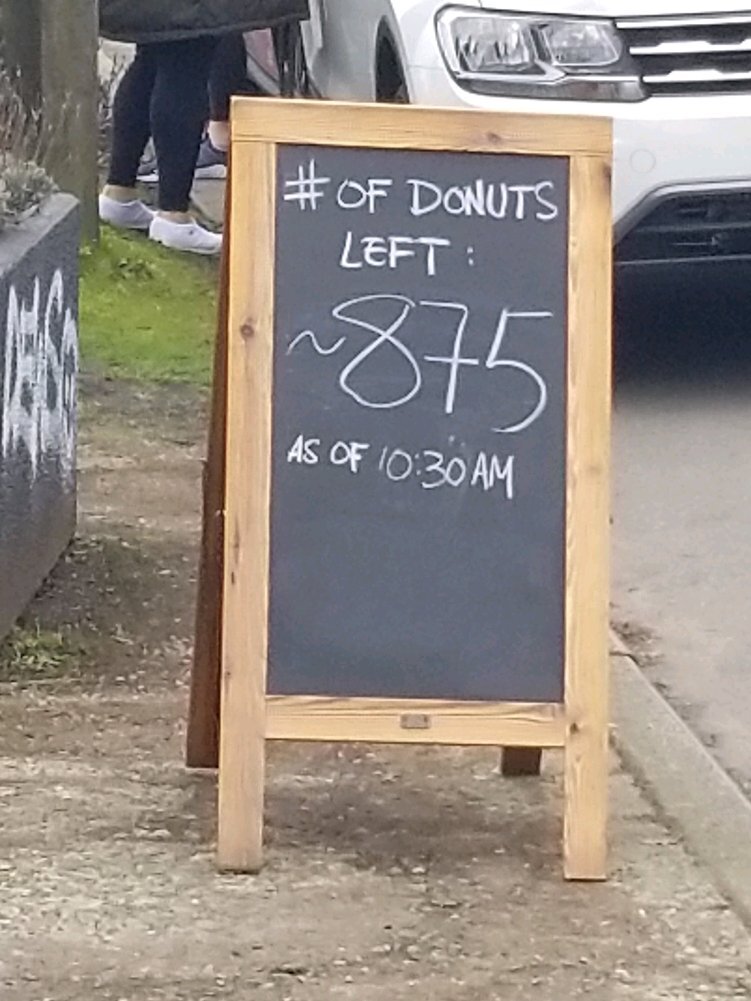 # OF DONUTS
LEFT :
~875
AS OF 10:30 AM